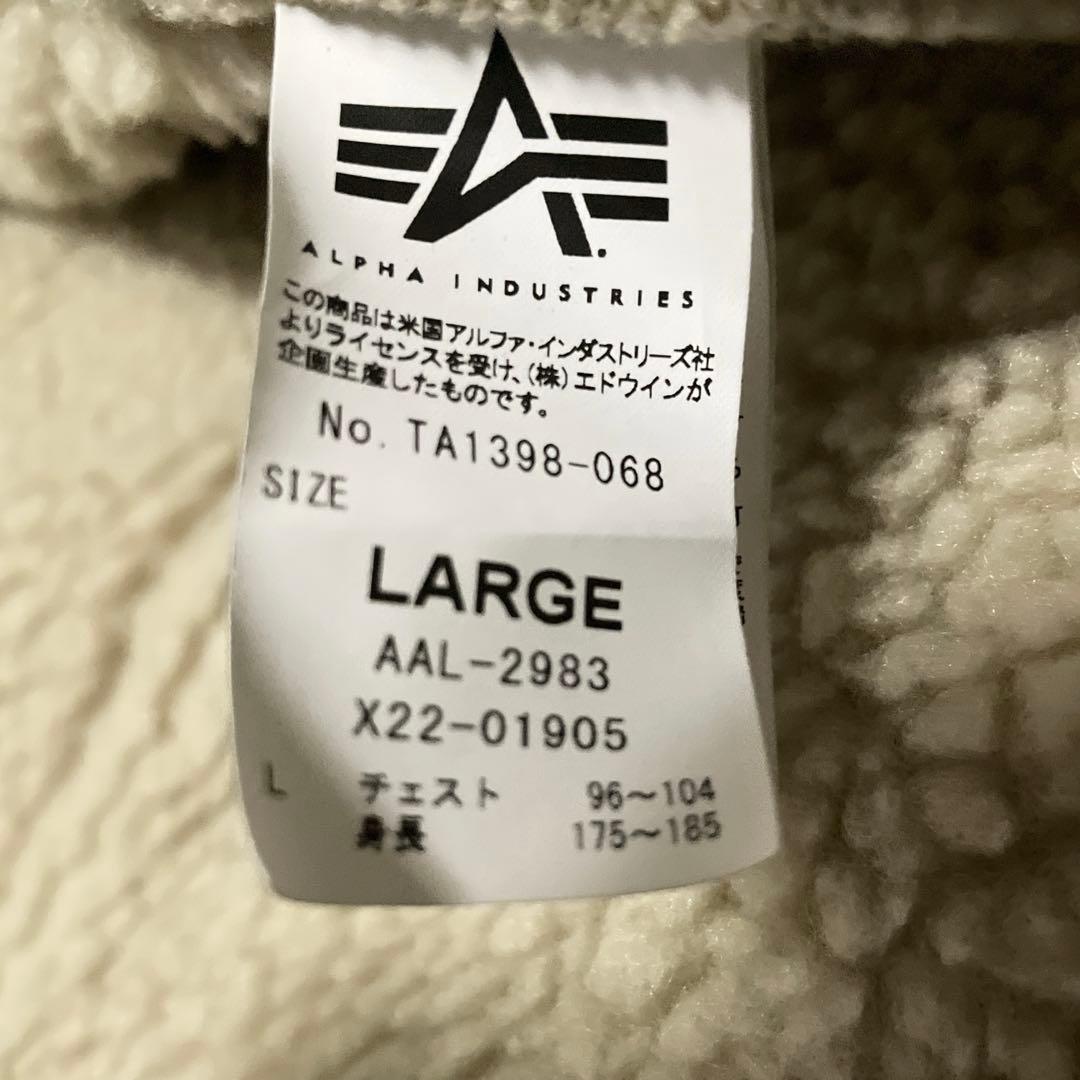 ALPHA INDUSTRIES
この商品は米国アルファ・インダストリーズ社
よりライセンスを受け、(株)エドウインが
企画生産したものです。
No. TA1398-068
SIZE
LARGE
AAL-2983
X22-01905
L チェスト 96~104
身長 175~185